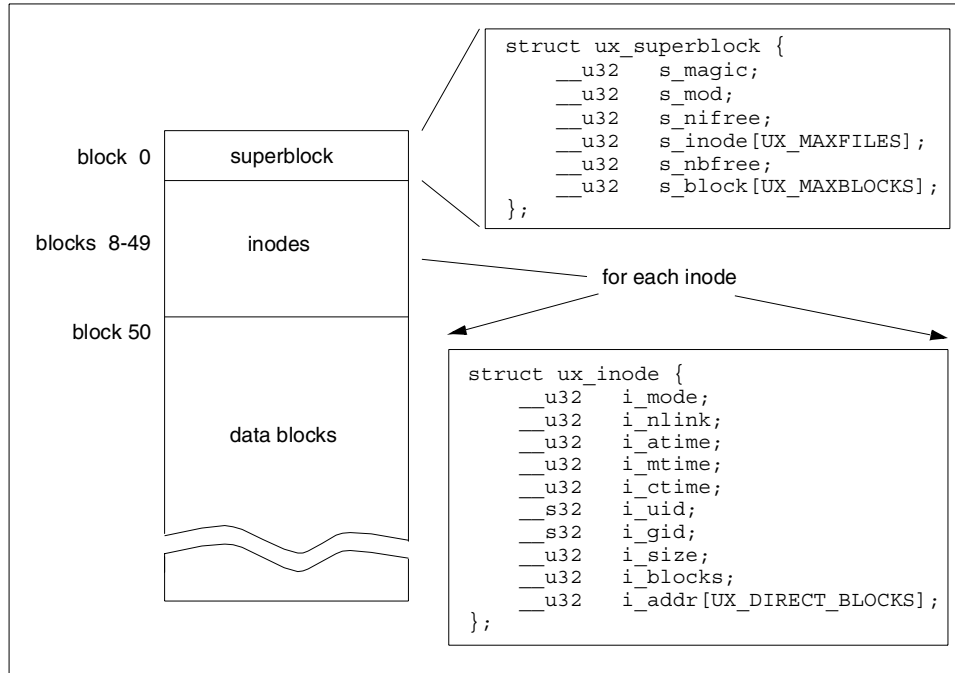 block 0
superblock
blocks 8-49
inodes
block 50
data blocks
struct ux_superblock {
__u32 s_magic;
__u32 s_mod;
__u32 s_nifree;
__u32 s_inode[UX_MAXFILES];
__u32 s_nbfree;
__u32 s_block[UX_MAXBLOCKS];
};
for each inode
struct ux_inode {
__u32 i_mode;
__u32 i_nlink;
__u32 i_atime;
__u32 i_mtime;
__u32 i_ctime;
__s32 i_uid;
__s32 i_gid;
__u32 i_size;
__u32 i_blocks;
__u32 i_addr[UX_DIRECT_BLOCKS];
};